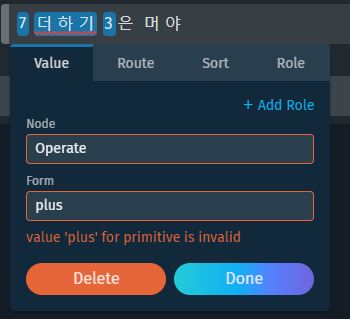 7 더하기 3은 머 야
Value Route Sort Role
+ Add Role
Node
Operate
Form
plus
value 'plus' for primitive is invalid
Delete Done